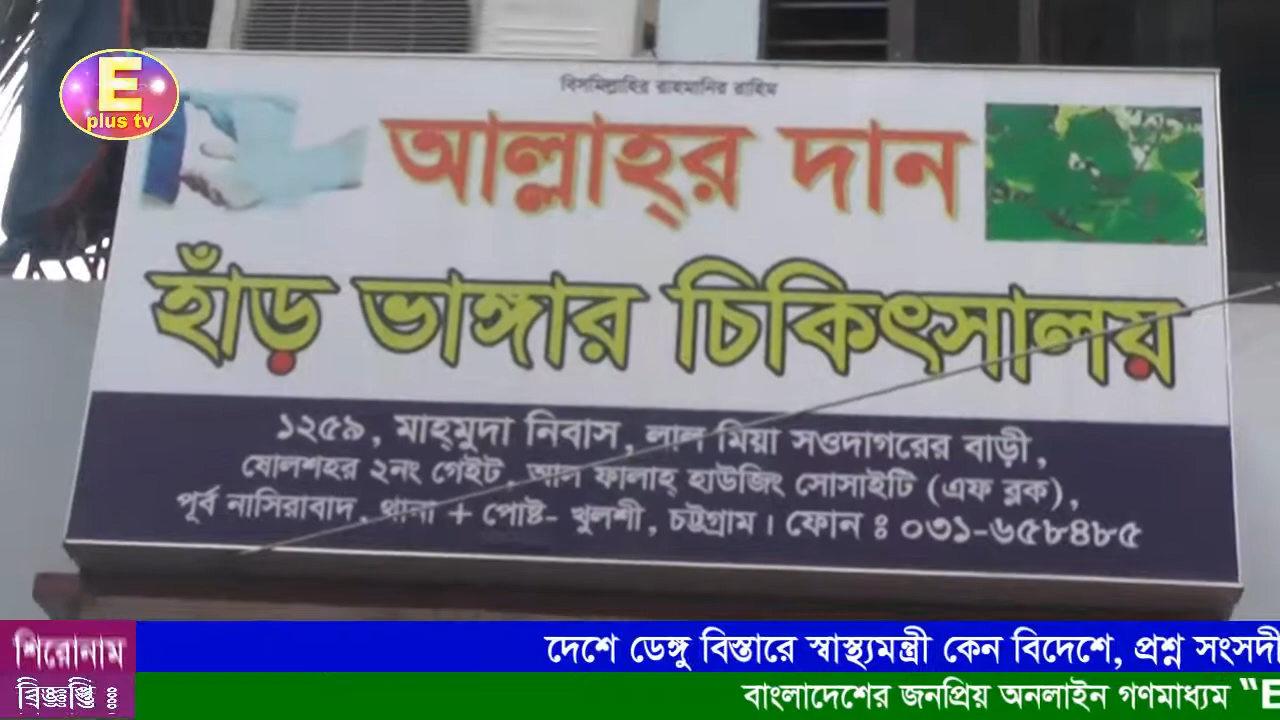 E
plus tv
বিসমিল্লাহির রাহমানির রাহিম
আল্লাহ্র দান
হাঁড় ভাঙ্গার চিকিৎসালয়
১২৫৯, মাহ্মুদা নিবাস, লাল মিয়া সওদাগরের বাড়ী,
ষোলশহর ২নং গেইট, আল ফালাহ্ হাউজিং সোসাইটি (এফ ব্লক),
পূর্ব নাসিরাবাদ, থানা + পোষ্ট- খুলশী, চট্টগ্রাম। ফোন ঃ ০৩১-৬৫৮৪৮৫
শিরোনাম
দেশে ডেঙ্গু বিস্তারে স্বাস্থ্যমন্ত্রী কেন বিদেশে, প্রশ্ন সংসদী
বিজ্ঞপ্তি ঃ
বাংলাদেশের জনপ্রিয় অনলাইন গণমাধ্যম “E